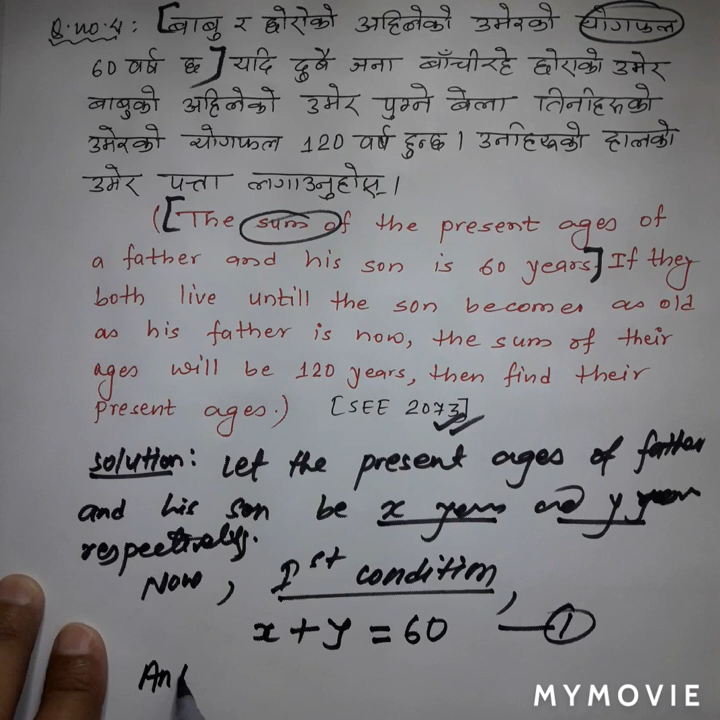 Q.no.4: [बाबु र छोराको अहिलेको उमेरको योगफल
60 वर्ष छ] यदि दुबै जना बाँचीरहे छोराको उमेर
बाबुको अहिलेको उमेर पुग्ने बेला तिनीहरुको
उमेरको योगफल 120 वर्ष हुन्छ । उनीहरुको हालको
उमेर पत्ता लगाउनुहोस् ।
([The sum of the present ages of
a father and his son is 60 years] If they
both live untill the son becomes as old
as his father is now, the sum of their
ages will be 120 years, then find their
present ages.) [SEE 2073]
solution: Let the present ages of father
and his son be x years and y years
respectively.
Now, Ist condition,
x + y = 60 — 1
An
MYMOVIE